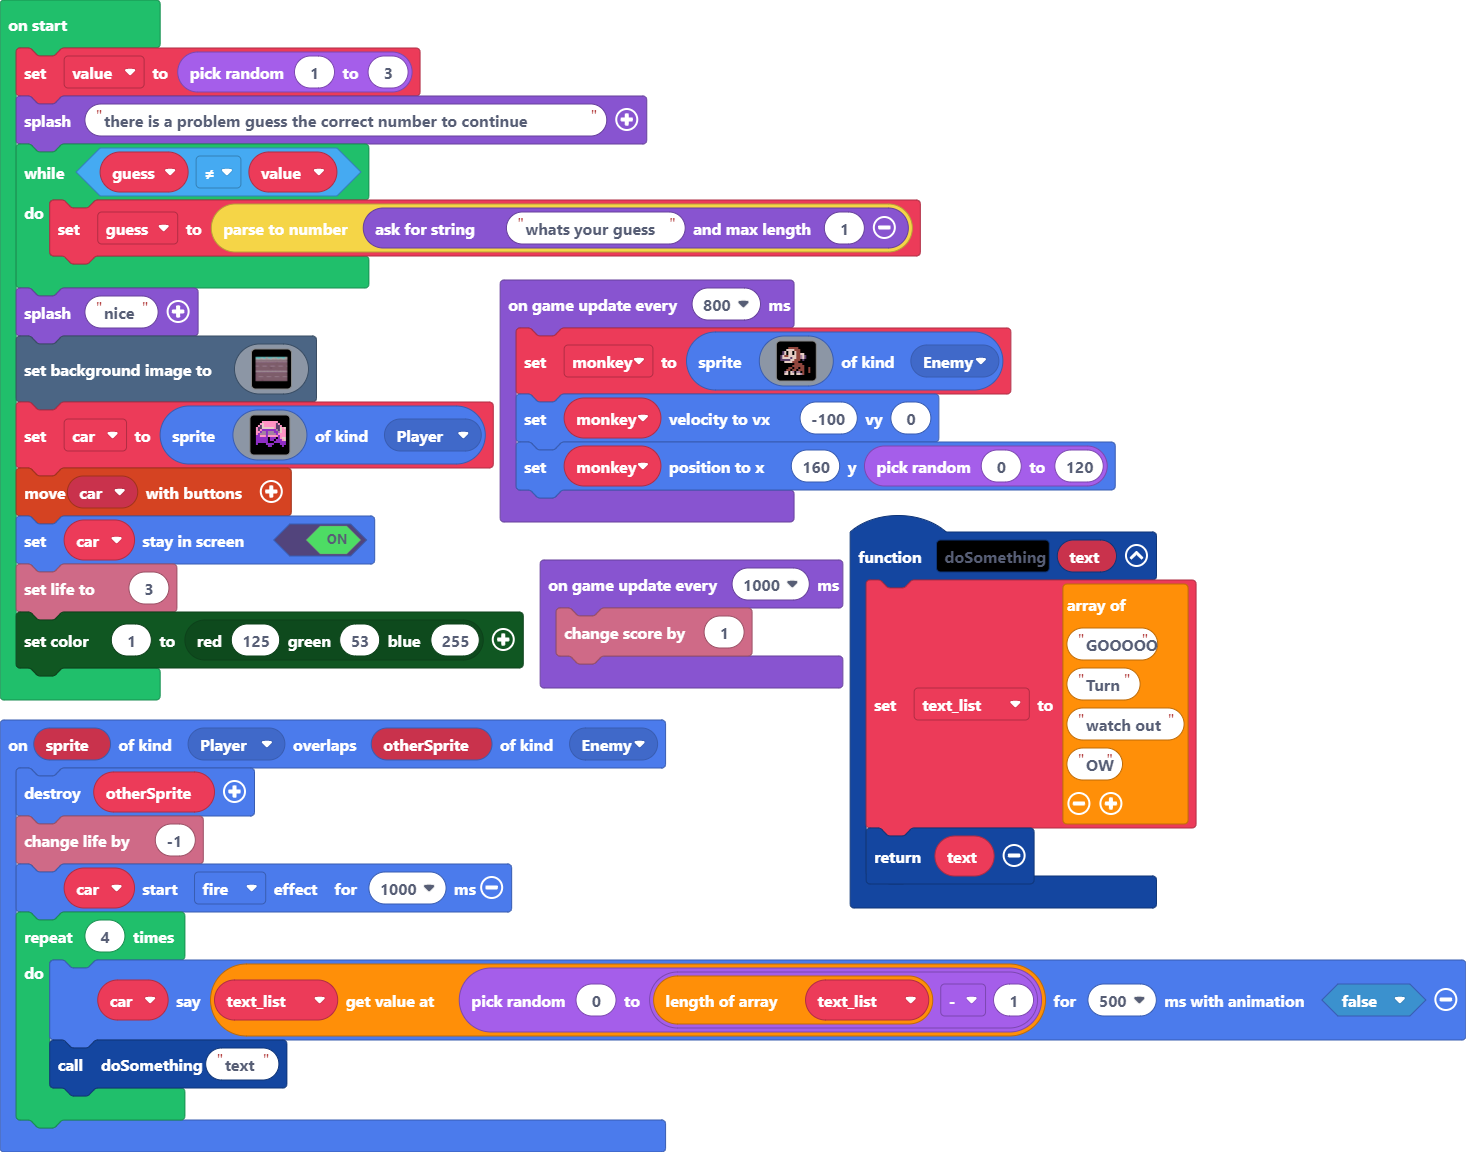 on start
set value to pick random 1 to 3
splash "there is a problem guess the correct number to continue"
while guess ≠ value
do set guess to parse to number ask for string "whats your guess" and max length 1
splash "nice"
set background image to
set car to sprite of kind Player
move car with buttons
set car stay in screen ON
set life to 3
set color 1 to red 125 green 53 blue 255
on game update every 800 ms
set monkey to sprite of kind Enemy
set monkey velocity to vx -100 vy 0
set monkey position to x 160 y pick random 0 to 120
on game update every 1000 ms
change score by 1
function doSomething text
set text_list to array of
"GOOOOO"
"Turn"
"watch out"
"OW"
return text
on sprite of kind Player overlaps otherSprite of kind Enemy
destroy otherSprite
change life by -1
car start fire effect for 1000 ms
repeat 4 times
do car say text_list get value at pick random 0 to length of array text_list - 1 for 500 ms with animation false
call doSomething "text"